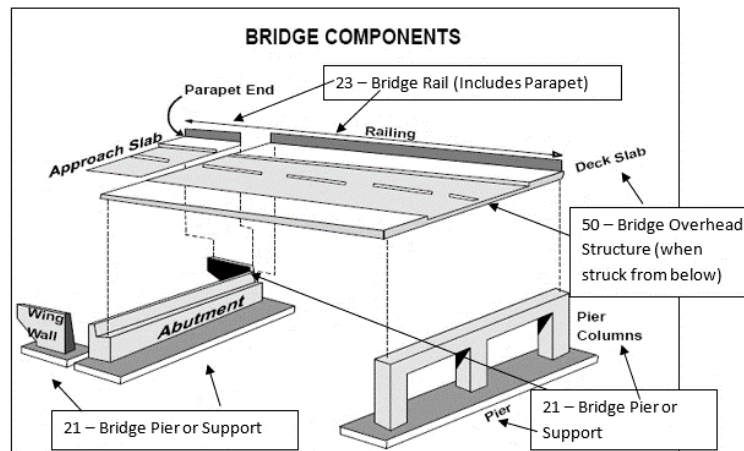 BRIDGE COMPONENTS
23 – Bridge Rail (Includes Parapet)
Parapet End
Railing
Approach Slab
Deck Slab
50 – Bridge Overhead
Structure (when
struck from below)
Wing
Wall
Abutment
Pier
Columns
21 – Bridge Pier or Support
Pier
21 – Bridge Pier or
Support